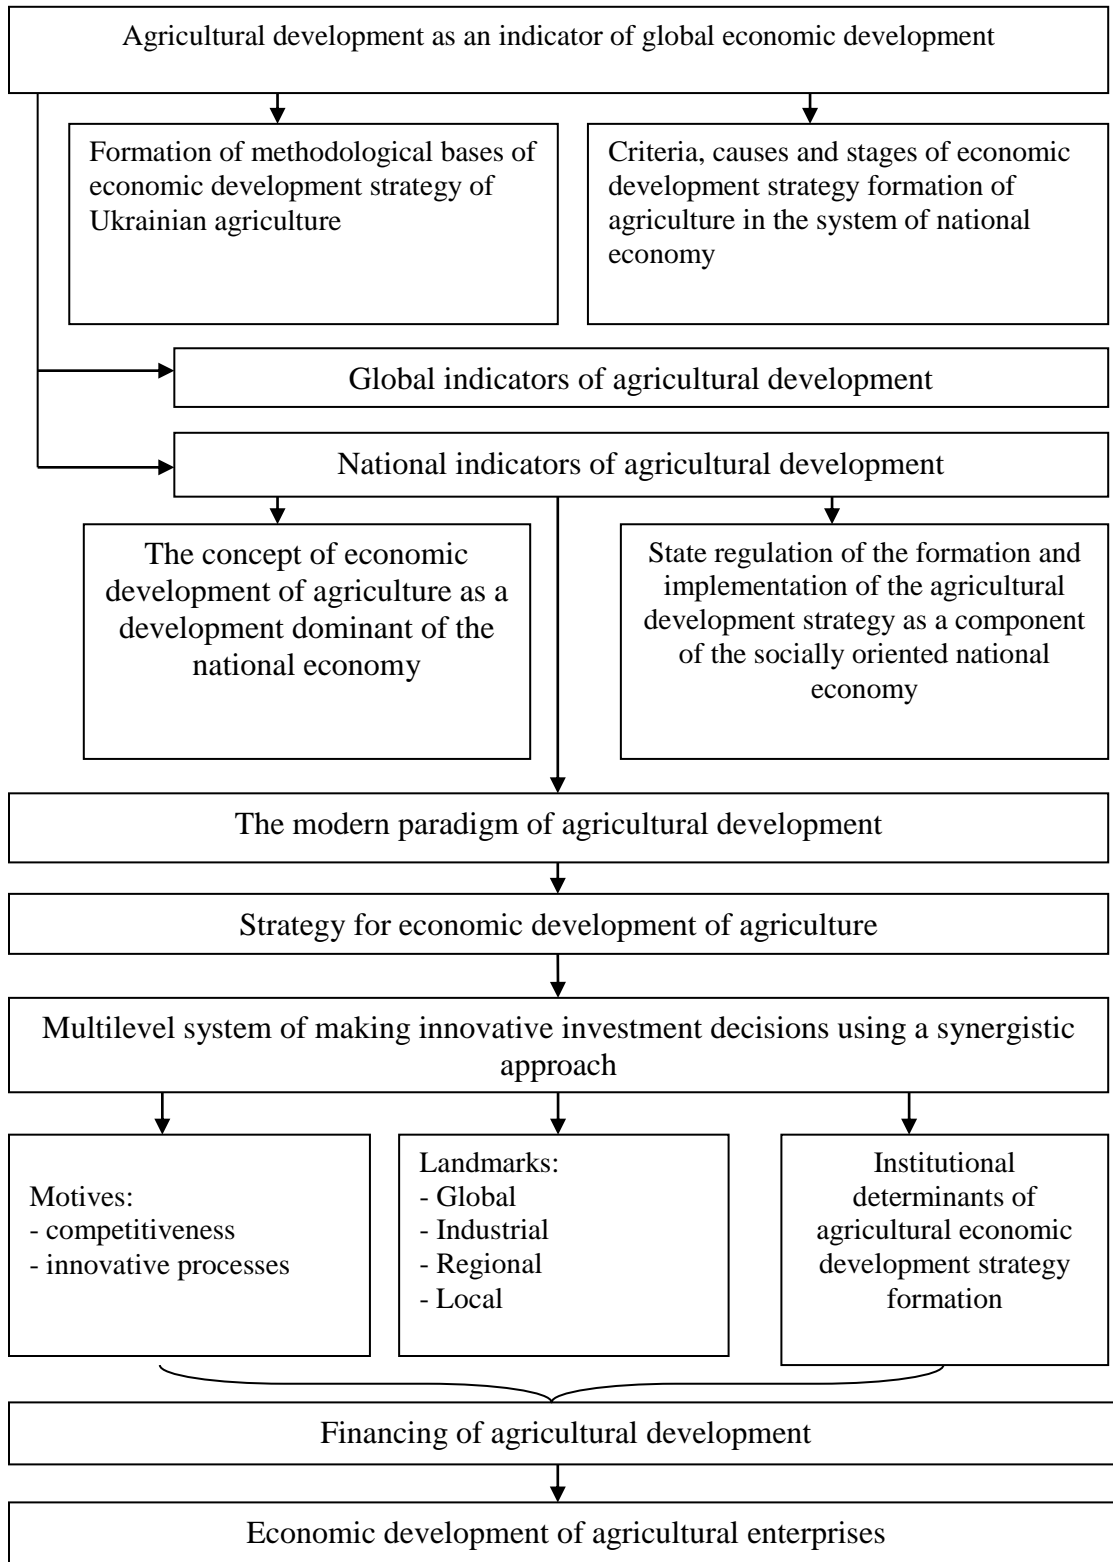 Agricultural development as an indicator of global economic development
Formation of methodological bases of
economic development strategy of
Ukrainian agriculture
Criteria, causes and stages of economic
development strategy formation of
agriculture in the system of national
economy
Global indicators of agricultural development
National indicators of agricultural development
The concept of economic
development of agriculture as a
development dominant of the
national economy
State regulation of the formation and
implementation of the agricultural
development strategy as a component
of the socially oriented national
economy
The modern paradigm of agricultural development
Strategy for economic development of agriculture
Multilevel system of making innovative investment decisions using a synergistic
approach
Motives:
- competitiveness
- innovative processes
Landmarks:
- Global
- Industrial
- Regional
- Local
Institutional
determinants of
agricultural economic
development strategy
formation
Financing of agricultural development
Economic development of agricultural enterprises